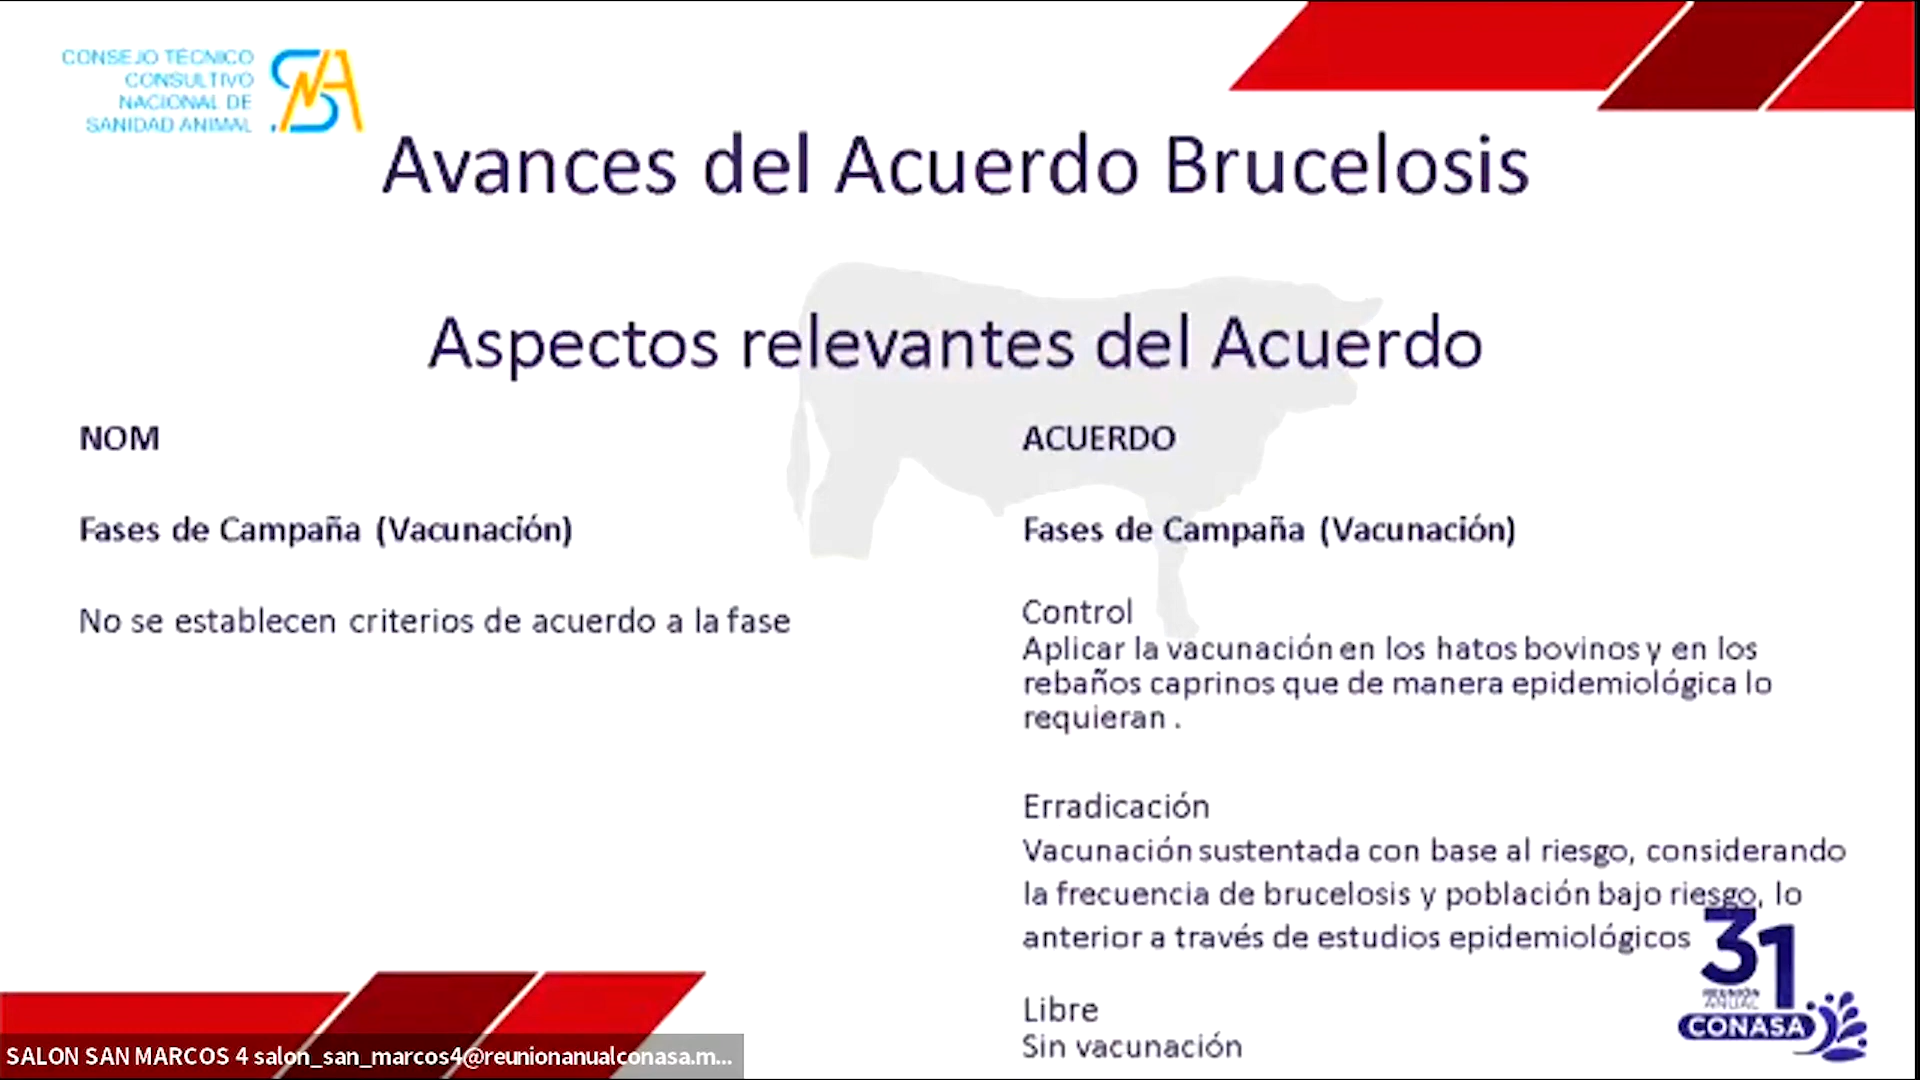 CONSEJO TÉCNICO
CONSULTIVO
NACIONAL DE
SANIDAD ANIMAL
Avances del Acuerdo Brucelosis
Aspectos relevantes del Acuerdo
NOM
Fases de Campaña (Vacunación)
No se establecen criterios de acuerdo a la fase
ACUERDO
Fases de Campaña (Vacunación)
Control
Aplicar la vacunación en los hatos bovinos y en los
rebaños caprinos que de manera epidemiológica lo
requieran .
Erradicación
Vacunación sustentada con base al riesgo, considerando
la frecuencia de brucelosis y población bajo riesgo, lo
anterior a través de estudios epidemiológicos
Libre
Sin vacunación
31
REUNIÓN
ANUAL
CONASA
SALON SAN MARCOS 4 salon_san_marcos4@reunionanualconasa.m...